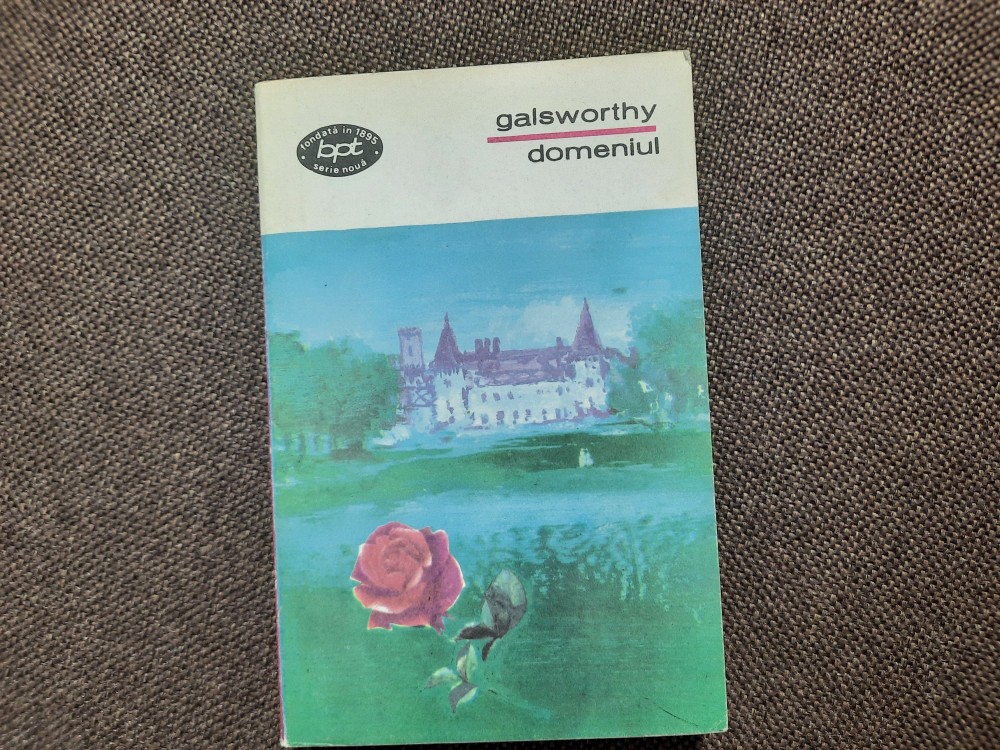 fondată în 1895
bpt
serie nouă
galsworthy
domeniul